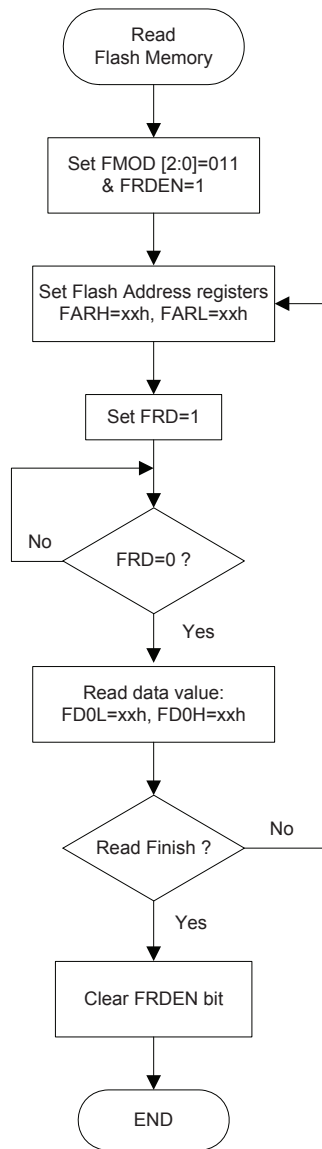 Read
Flash Memory
Set FMOD [2:0]=011
& FRDEN=1
Set Flash Address registers
FARH=xxh, FARL=xxh
Set FRD=1
No
FRD=0 ?
Yes
Read data value:
FD0L=xxh, FD0H=xxh
No
Read Finish ?
Yes
Clear FRDEN bit
END